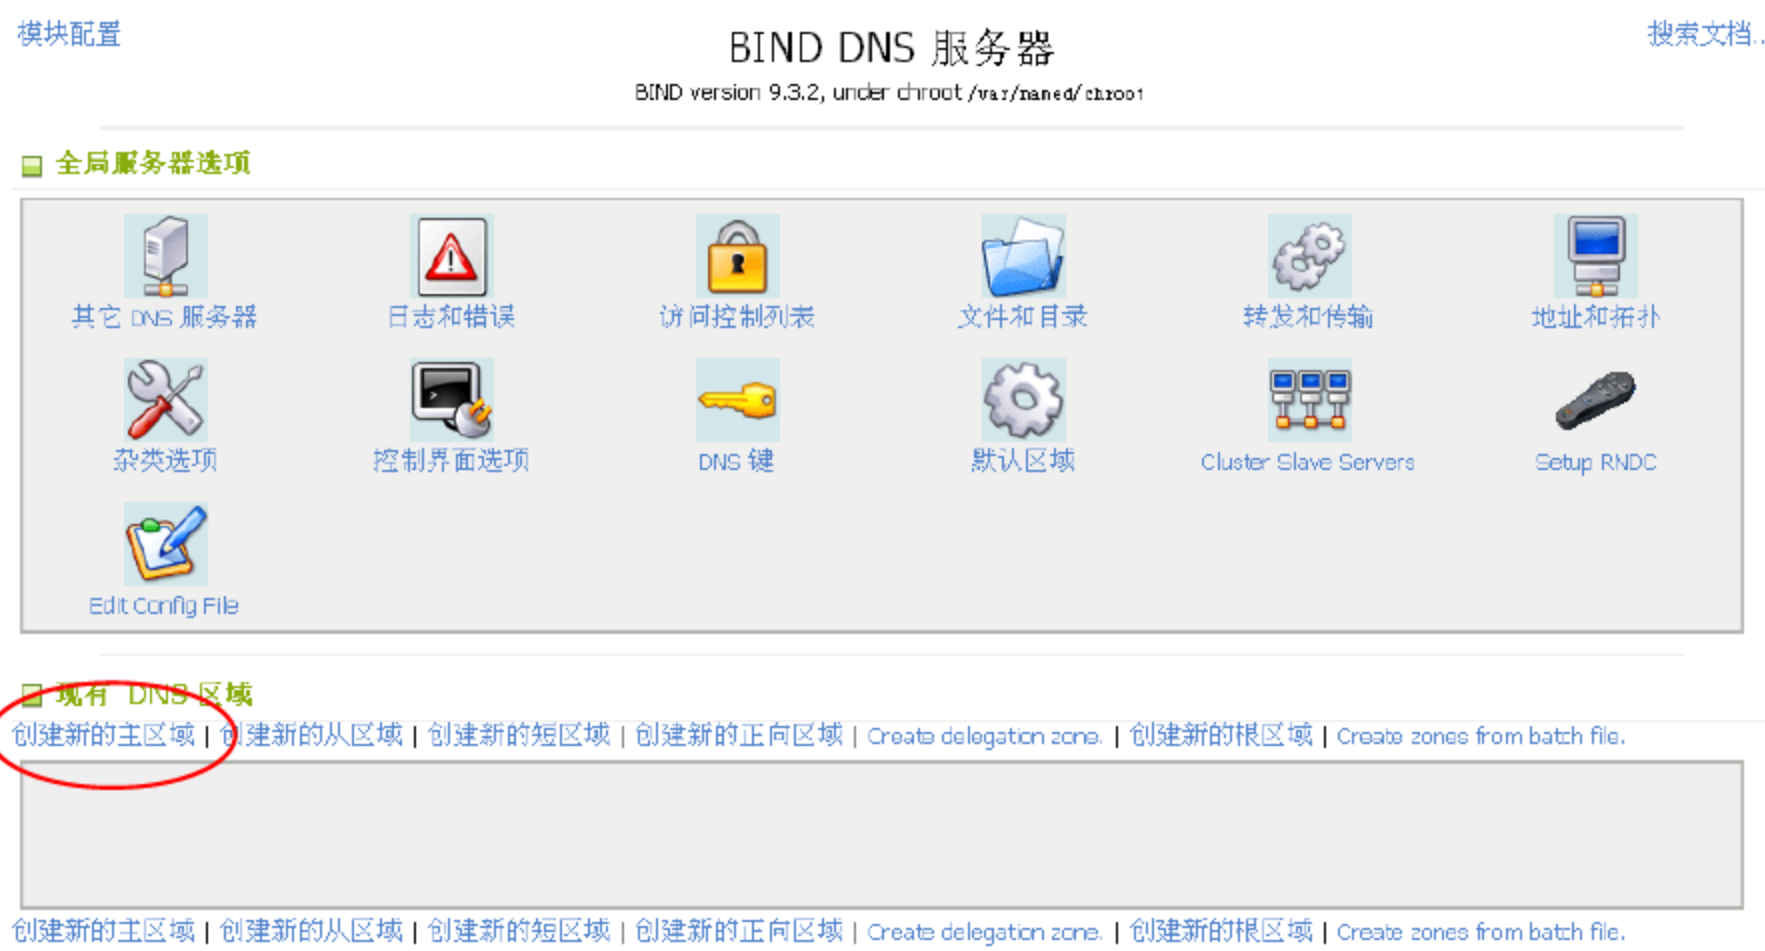 模块配置
搜索文档..
BIND DNS 服务器
BIND version 9.3.2, under chroot /var/named/chroot
全局服务器选项
其它 DNS 服务器
日志和错误
访问控制列表
文件和目录
转发和传输
地址和拓扑
杂类选项
控制界面选项
DNS 键
默认区域
Cluster Slave Servers
Setup RNDC
Edit Config File
现有 DNS 区域
创建新的主区域 | 创建新的从区域 | 创建新的短区域 | 创建新的正向区域 | Create delegation zone. | 创建新的根区域 | Create zones from batch file.
创建新的主区域 | 创建新的从区域 | 创建新的短区域 | 创建新的正向区域 | Create delegation zone. | 创建新的根区域 | Create zones from batch file.